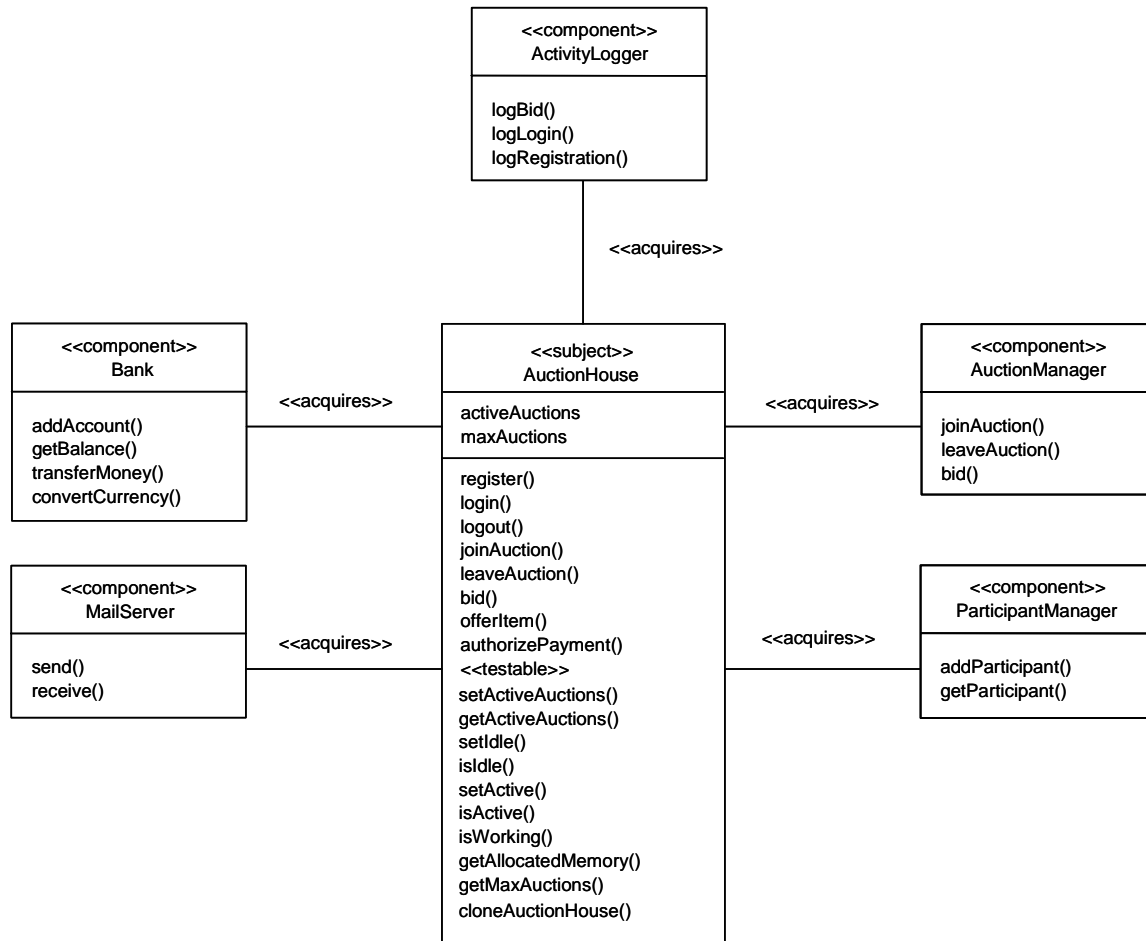 <<component>>
ActivityLogger
logBid()
logLogin()
logRegistration()
<<acquires>>
<<component>>
Bank
addAccount()
getBalance()
transferMoney()
convertCurrency()
<<acquires>>
<<subject>>
AuctionHouse
activeAuctions
maxAuctions
register()
login()
logout()
joinAuction()
leaveAuction()
bid()
offerItem()
authorizePayment()
<<testable>>
setActiveAuctions()
getActiveAuctions()
setIdle()
isIdle()
setActive()
isActive()
isWorking()
getAllocatedMemory()
getMaxAuctions()
cloneAuctionHouse()
<<acquires>>
<<component>>
AuctionManager
joinAuction()
leaveAuction()
bid()
<<component>>
MailServer
send()
receive()
<<acquires>>
<<acquires>>
<<component>>
ParticipantManager
addParticipant()
getParticipant()